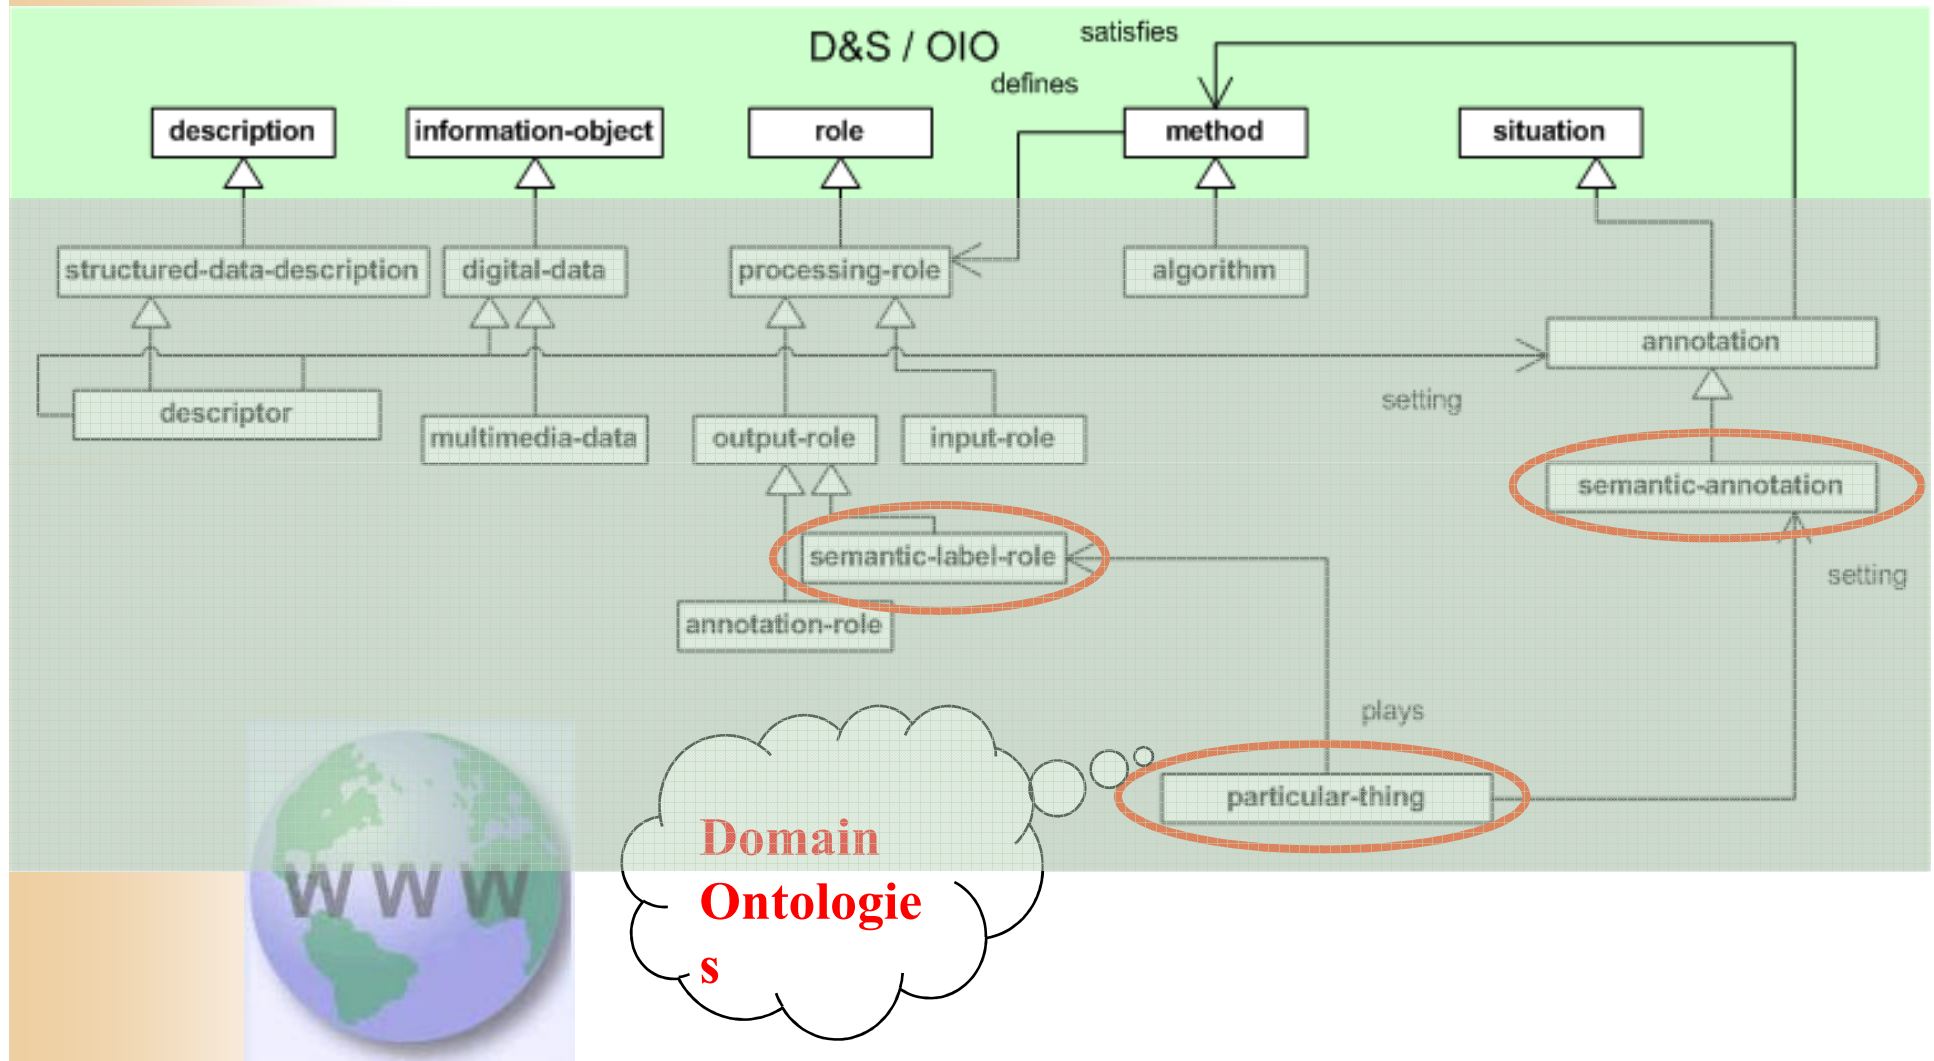 D&S / OIO
satisfies
defines
description
information-object
role
method
situation
structured-data-description
digital-data
processing-role
algorithm
annotation
setting
descriptor
multimedia-data
output-role
input-role
semantic-annotation
semantic-label-role
setting
annotation-role
plays
particular-thing
Domain
Ontologie
s
WWW